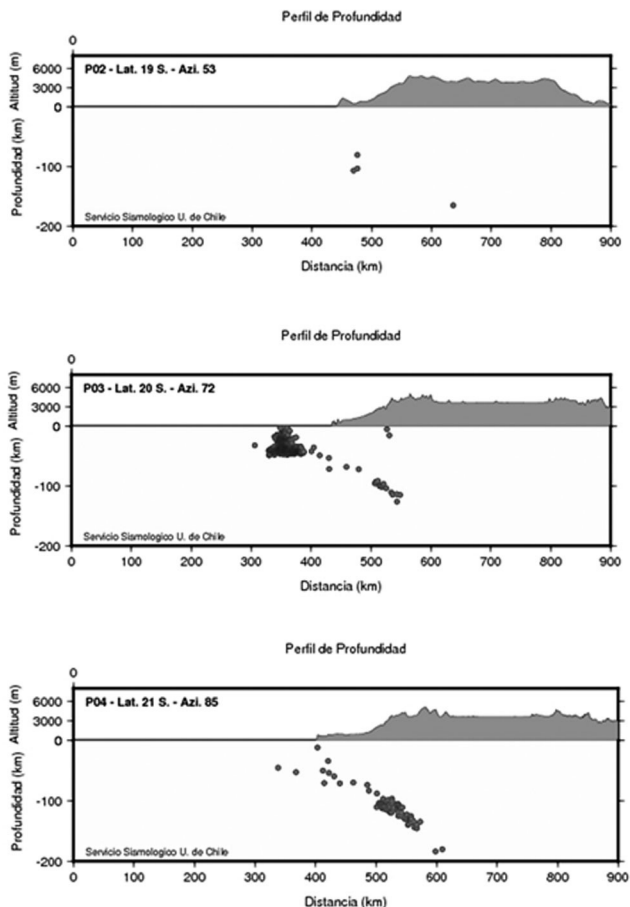 Perfil de Profundidad
0
P02 - Lat. 19 S. - Azi. 53
Altitud (m)
6000
3000
0
Profundidad (km)
-100
-200
Servicio Sismologico U. de Chile
0 100 200 300 400 500 600 700 800 900
Distancia (km)
Perfil de Profundidad
0
P03 - Lat. 20 S. - Azi. 72
Altitud (m)
6000
3000
0
Profundidad (km)
-100
-200
Servicio Sismologico U. de Chile
0 100 200 300 400 500 600 700 800 900
Distancia (km)
Perfil de Profundidad
0
P04 - Lat. 21 S. - Azi. 85
Altitud (m)
6000
3000
0
Profundidad (km)
-100
-200
Servicio Sismologico U. de Chile
0 100 200 300 400 500 600 700 800 900
Distancia (km)